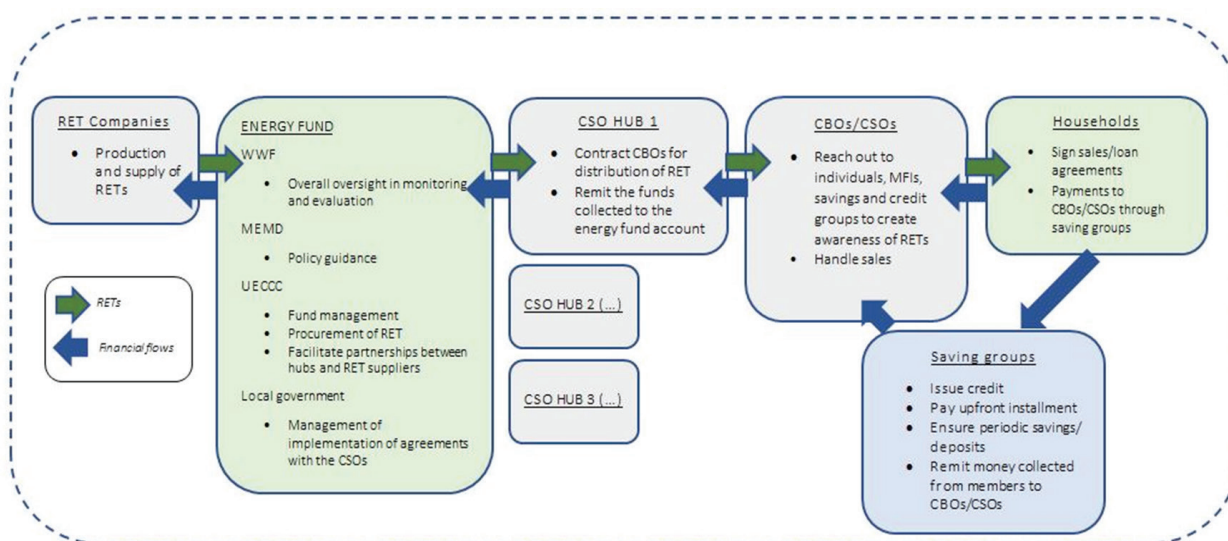 RET Companies
• Production
and supply of
RETs
ENERGY FUND
WWF
• Overall oversight in monitoring
and evaluation
MEMD
• Policy guidance
UECCC
• Fund management
• Procurement of RET
• Facilitate partnerships between
hubs and RET suppliers
Local government
• Management of
implementation of agreements
with the CSOs
CSO HUB 1
• Contract CBOs for
distribution of RET
• Remit the funds
collected to the
energy fund account
CSO HUB 2 (...)
CSO HUB 3 (...)
CBOs/CSOs
• Reach out to
individuals, MFIs,
savings and credit
groups to create
awareness of RETs
• Handle sales
Households
• Sign sales/loan
agreements
• Payments to
CBOs/CSOs through
saving groups
Saving groups
• Issue credit
• Pay upfront installment
• Ensure periodic savings/
deposits
• Remit money collected
from members to
CBOs/CSOs
RETs
Financial flows